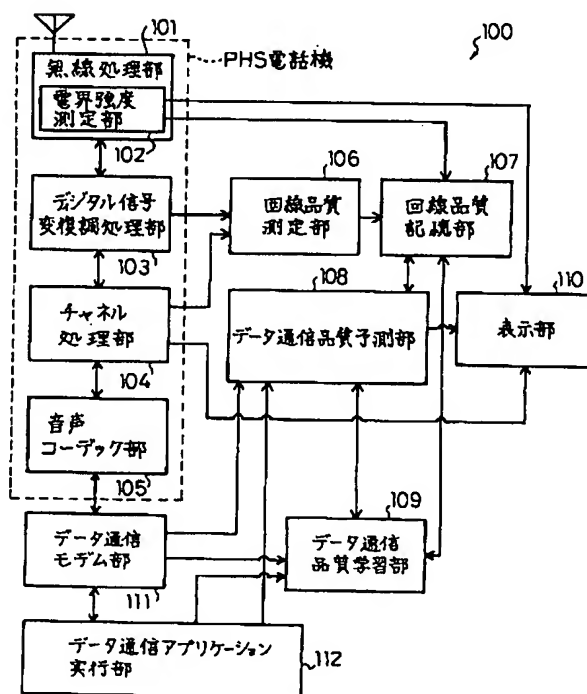 101
100
無線処理部
PHS電話機
電界強度
測定部
102
106
107
デジタル信号
変復調処理部
回線品質
測定部
回線品質
記憶部
103
108
110
チャネル
処理部
データ通信品質予測部
表示部
104
音声
コーデック部
105
109
データ通信
モデム部
データ通信
品質学習部
111
データ通信アプリケーション
実行部
112